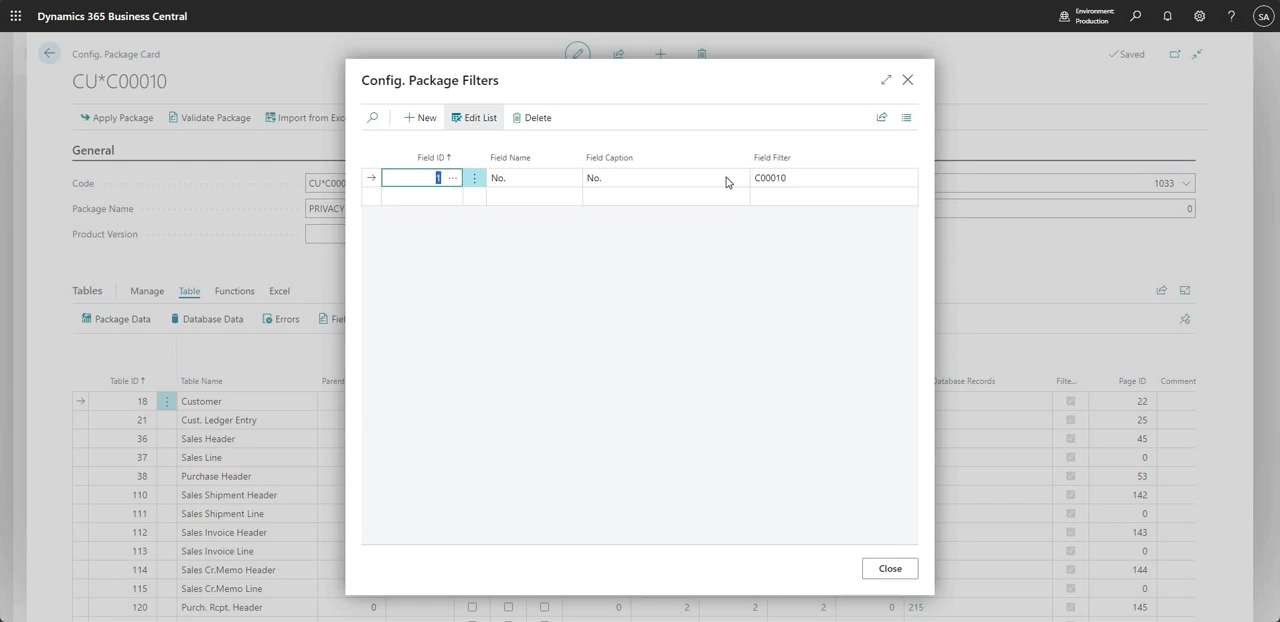 Dynamics 365 Business Central
Environment:
Production
?
SA
Config. Package Card
Saved
CU*C00010
Apply Package
Validate Package
General
Code
CU*C000
1033
Package Name
PRIVACY
0
Product Version
Config. Package Filters
New
Edit List
Delete
Field ID ↑
Field Name
Field Caption
Field Filter
1
No.
No.
C00010
Close
Tables
Manage
Table
Functions
Excel
Package Data
Database Data
Errors
Table ID ↑
Table Name
Parent
Database Records
Filte...
Page ID
Comment
18
Customer
22
21
Cust. Ledger Entry
25
36
Sales Header
45
37
Sales Line
0
38
Purchase Header
53
110
Sales Shipment Header
142
111
Sales Shipment Line
0
112
Sales Invoice Header
143
113
Sales Invoice Line
0
114
Sales Cr.Memo Header
144
115
Sales Cr.Memo Line
0
120
Purch. Rcpt. Header
0
0
2
2
2
0
215
145